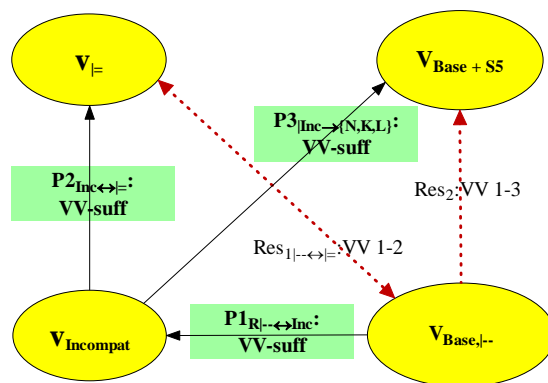 v|=
VBase + S5
P3|Inc→{N,K,L}:
VV-suff
P2Inc↔|=:
VV-suff
Res2:VV 1-3
Res1|--↔|=:VV 1-2
P1R|--↔Inc:
VV-suff
vIncompat
VBase,|--